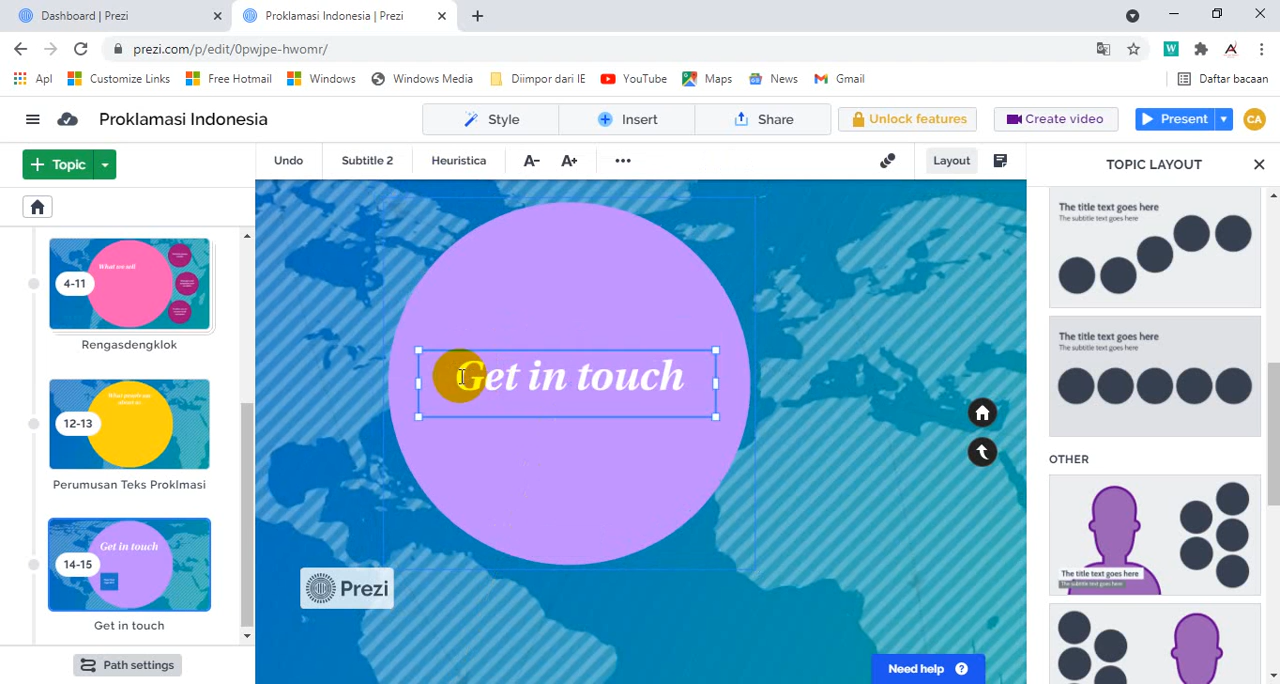 Dashboard | Prezi
Proklamasi Indonesia | Prezi
prezi.com/p/edit/0pwjpe-hwomr/
Apl
Customize Links
Free Hotmail
Windows
Windows Media
Diimpor dari IE
YouTube
Maps
News
Gmail
Daftar bacaan
Proklamasi Indonesia
Style
Insert
Share
Unlock features
Create video
Present
CA
Topic
Undo
Subtitle 2
Heuristica
A-
A+
Layout
TOPIC LAYOUT
What we sell
4-11
Rengasdengklok
12-13
Perumusan Teks Proklmasi
Get in touch
14-15
Get in touch
Path settings
Get in touch
Prezi
Need help ?
The title text goes here
The subtitle text goes here
The title text goes here
The subtitle text goes here
OTHER
The title text goes here
The subtitle text goes here